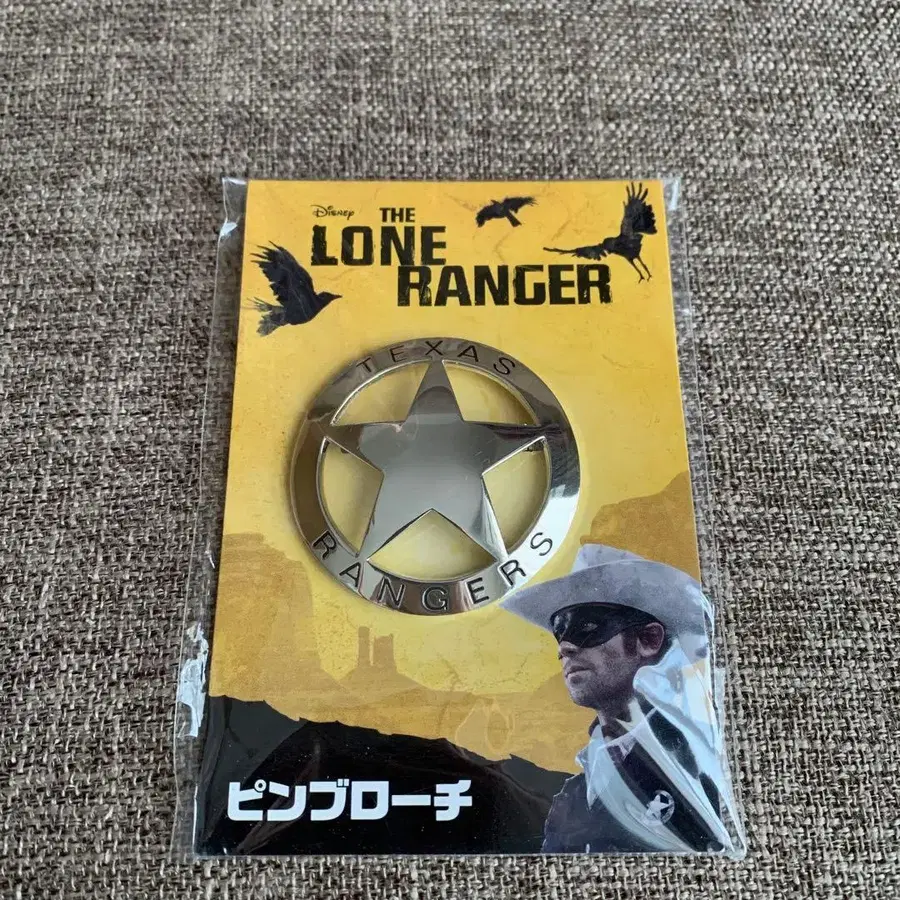 Disney
THE
LONE
RANGER
TEXAS
RANGERS
ピンブローチ